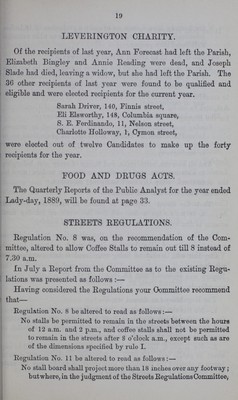 19
LEVERINGTON CHARITY.
Of the recipients of last year, Ann Forecast had left the Parish,
Elizabeth Bingley and Annie Reading were dead, and Joseph
Slade had died, leaving a widow, but she had left the Parish. The
36 other recipients of last year were found to be qualified and
eligible and were elected recipients for the current year.
Sarah Driver, 140, Finnis street,
Eli Elsworthy, 148, Columbia square,
S. E. Ferdinando, 11, Nelson street,
Charlotte Holloway, 1, Cymon street,
were elected out of twelve Candidates to make up the forty
recipients for the year.
FOOD AND DRUGS ACTS.
The Quarterly Reports of the Public Analyst for the year ended
Lady-day, 1889, will be found at page 33.
STREETS REGULATIONS.
Regulation No. 8 was, on the recommendation of the Com-
mittee, altered to allow Coffee Stalls to remain out till 8 instead of
7.30 a.m.
In July a Report from the Committee as to the existing Regu-
lations was presented as follows :—
Having considered the Regulations your Committee recommend
that—
Regulation No. 8 be altered to read as follows :—
No stalls be permitted to remain in the streets between the hours
of 12 a.m. and 2 p.m., and coffee stalls shall not be permitted
to remain in the streets after 8 o'clock a.m., except such as are
of the dimensions specified by rule I.
Regulation No. 11 be altered to read as follows :—
No stall board shall project more than 18 inches over any footway ;
but where, in the judgment of the Streets Regulations Committee,